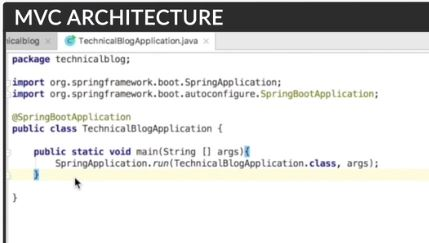 MVC ARCHITECTURE
nicalblog × TechnicalBlogApplication.java ×
package technicalblog;
import org.springframework.boot.SpringApplication;
import org.springframework.boot.autoconfigure.SpringBootApplication;
@SpringBootApplication
public class TechnicalBlogApplication {
public static void main(String [] args){
SpringApplication.run(TechnicalBlogApplication.class, args);
}
}